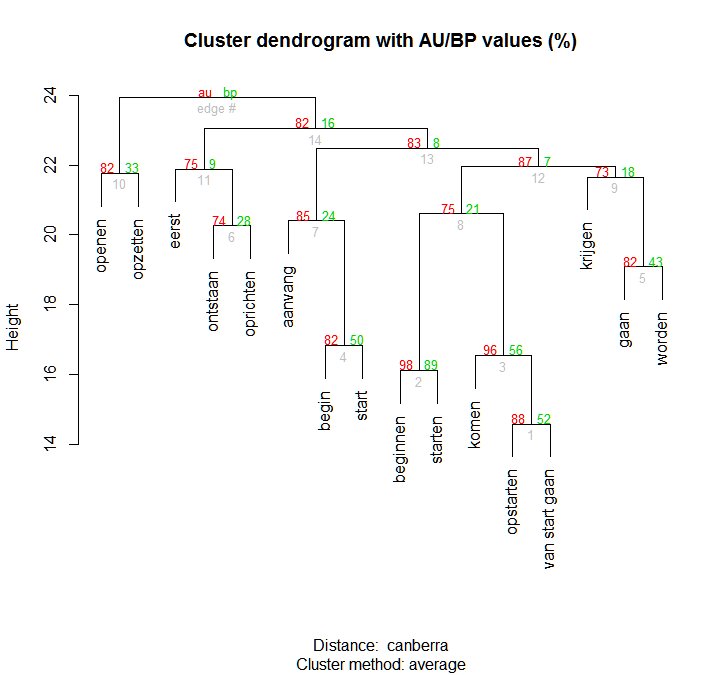 Cluster dendrogram with AU/BP values (%)
Height
24
22
20
18
16
14
au bp
edge #
82 16
14
83 8
13
87 7
12
82 33
10
75 9
11
73 18
9
75 21
8
85 24
7
74 28
6
82 43
5
82 50
4
96 56
3
98 89
2
88 52
1
openen
opzetten
eerst
ontstaan
oprichten
aanvang
begin
start
beginnen
starten
komen
opstarten
van start gaan
krijgen
gaan
worden
Distance: canberra
Cluster method: average